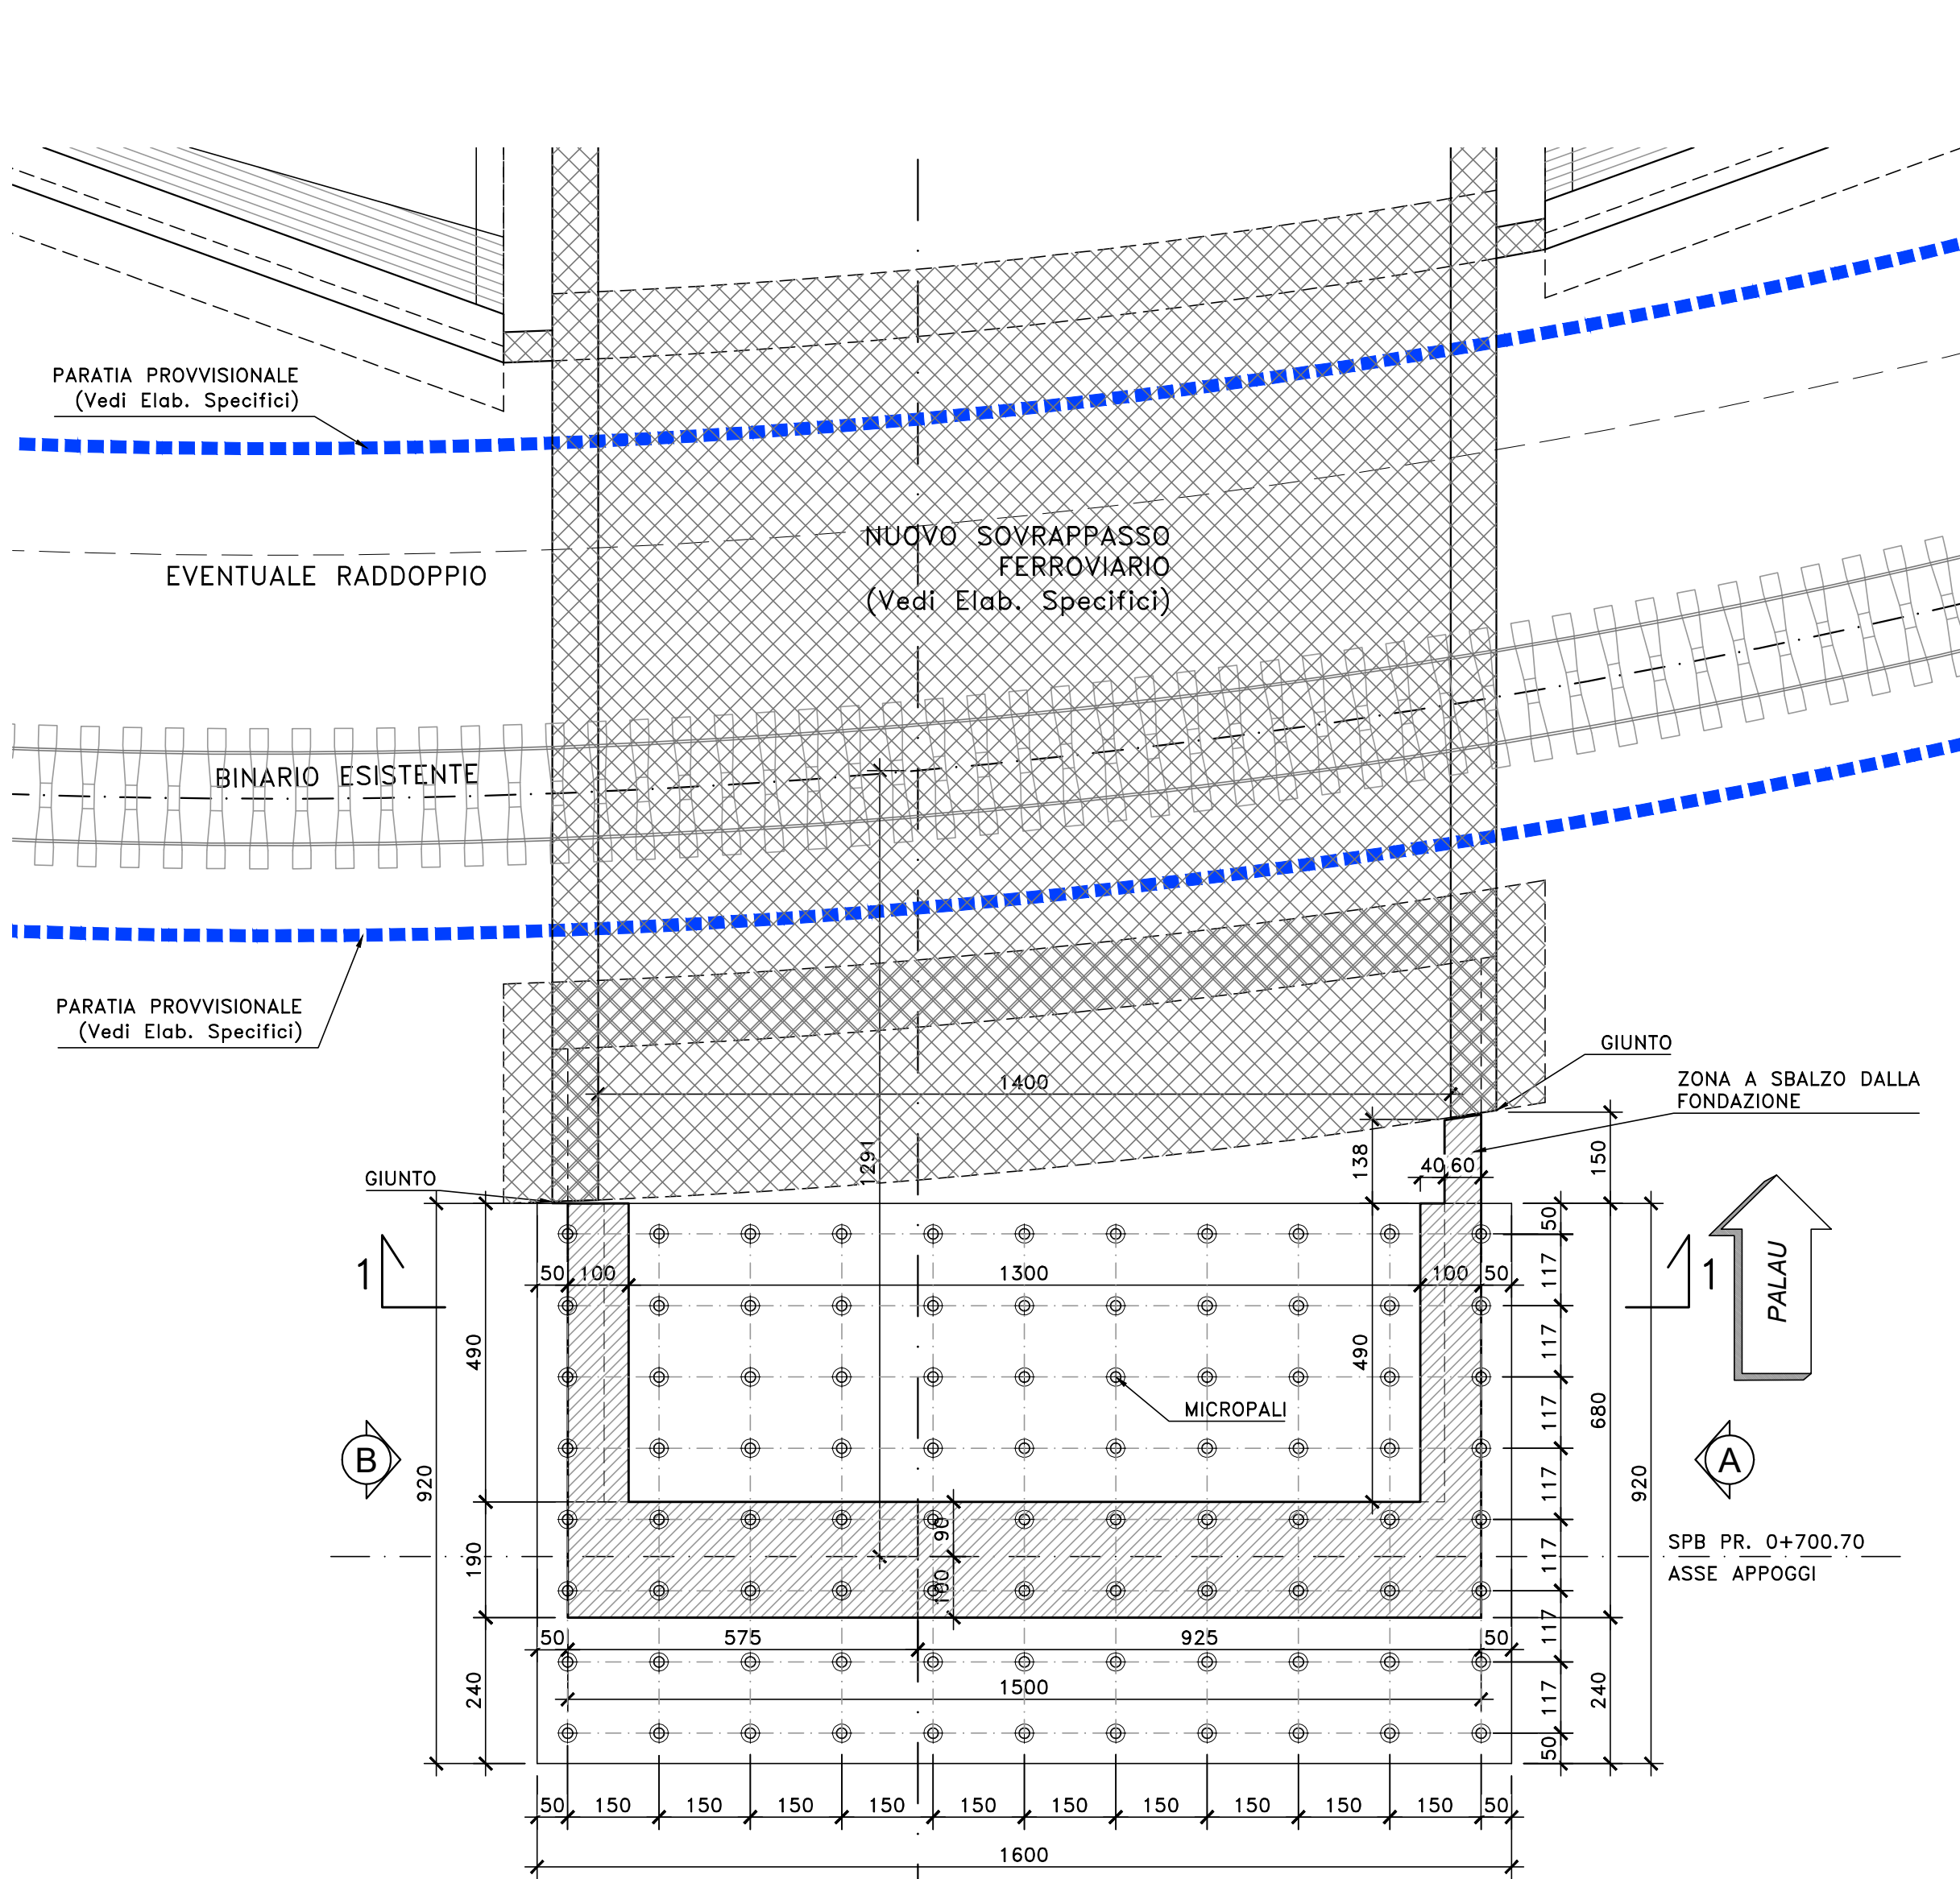 PARATIA PROVVISIONALE
(Vedi Elab. Specifici)
EVENTUALE RADDOPPIO
NUOVO SOVRAPPASSO
FERROVIARIO
(Vedi Elab. Specifici)
BINARIO ESISTENTE
PARATIA PROVVISIONALE
(Vedi Elab. Specifici)
GIUNTO
ZONA A SBALZO DALLA
FONDAZIONE
1400
1291
138
40 60
150
GIUNTO
50 100 1300 100 50
1
1
PALAU
490
490
920
190
240
B
A
MICROPALI
90
100
50
117
117
117
117
117
117
117
50
680
240
920
SPB PR. 0+700.70
ASSE APPOGGI
50 575 925 50
1500
50 150 150 150 150 150 150 150 150 150 150 50
1600